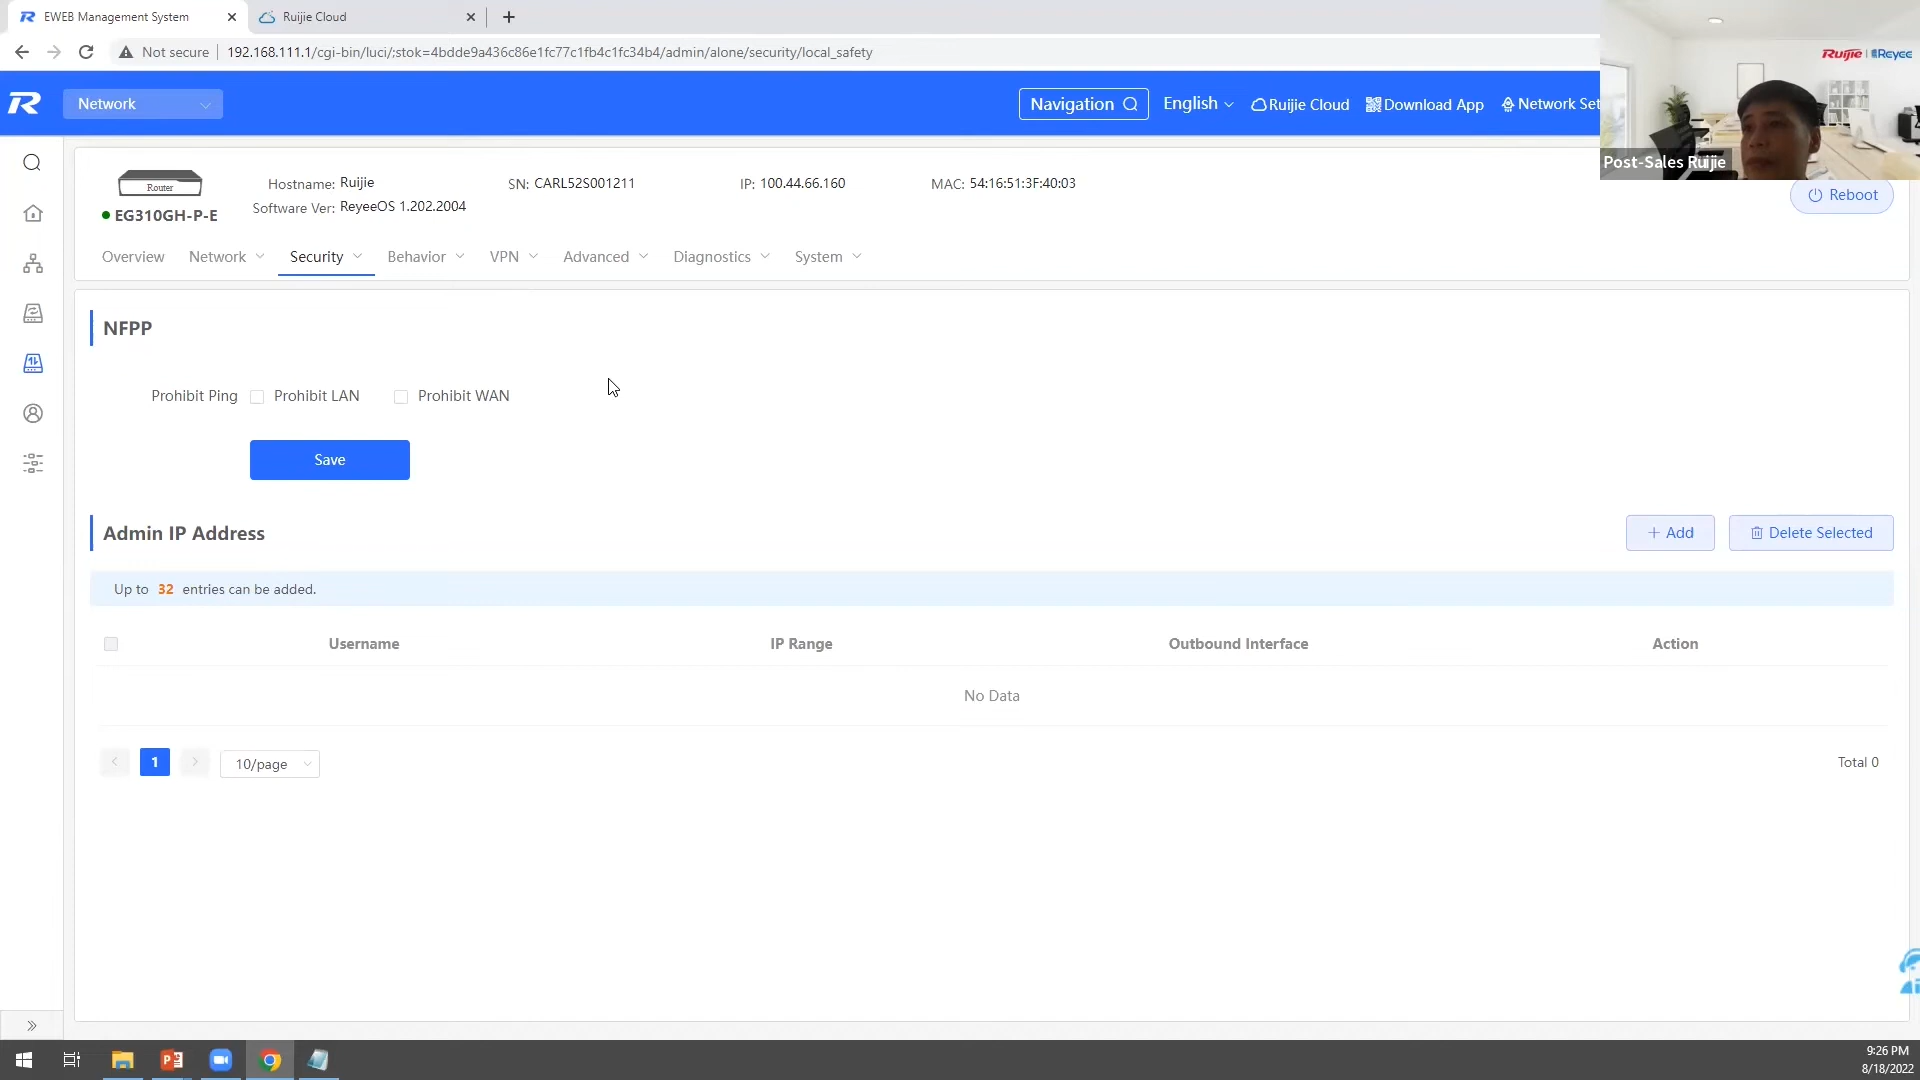 EWEB Management System
Ruijie Cloud
Not secure
192.168.111.1/cgi-bin/luci/;stok=4bdde9a436c86e1fc77c1fb4c1fc34b4/admin/alone/security/local_safety
Ruijie | Reyee
Network
Navigation
English
Ruijie Cloud
Download App
Network Set
Post-Sales Ruijie
Router
EG310GH-P-E
Hostname: Ruijie
SN: CARL52S001211
IP: 100.44.66.160
MAC: 54:16:51:3F:40:03
Software Ver: ReyeeOS 1.202.2004
Reboot
Overview
Network
Security
Behavior
VPN
Advanced
Diagnostics
System
NFPP
Prohibit Ping
Prohibit LAN
Prohibit WAN
Save
Admin IP Address
+ Add
Delete Selected
Up to 32 entries can be added.
Username
IP Range
Outbound Interface
Action
No Data
1
10/page
Total 0
9:26 PM
8/18/2022